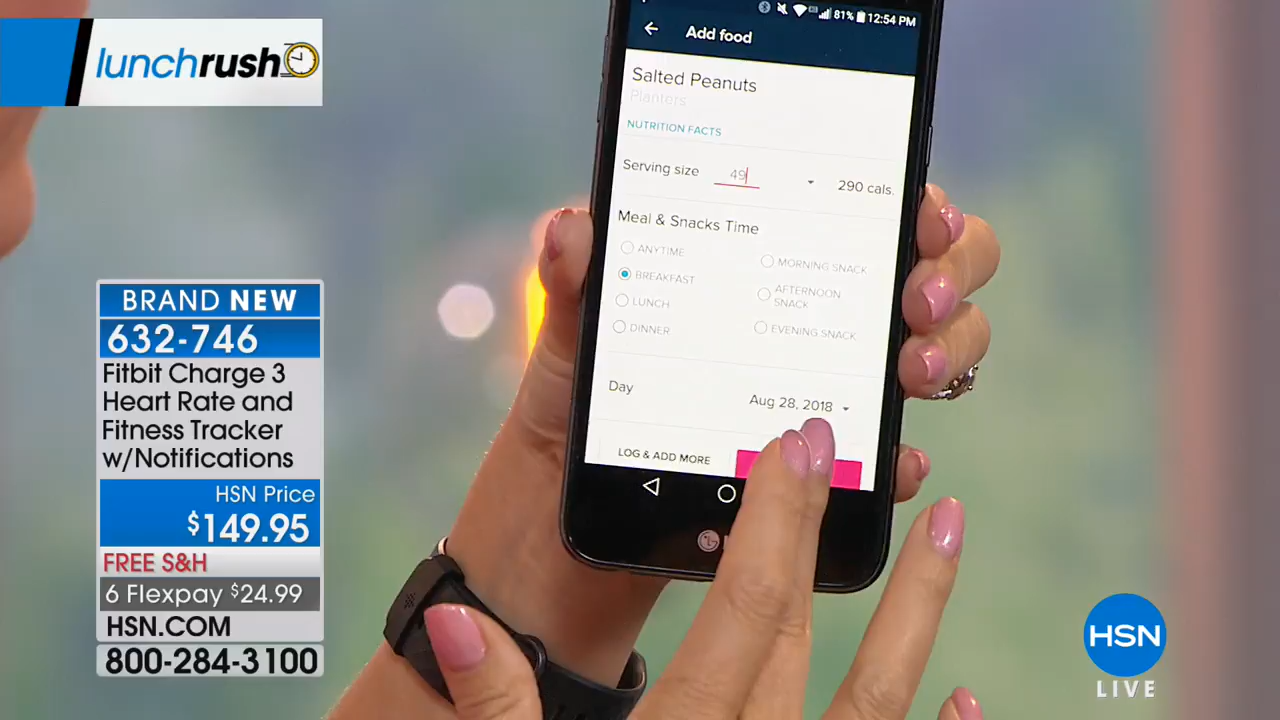 lunchrush
81% 12:54 PM
Add food
Salted Peanuts
Planters
NUTRITION FACTS
Serving size 49 290 cals.
Meal & Snacks Time
ANYTIME
MORNING SNACK
BREAKFAST
AFTERNOON
SNACK
LUNCH
EVENING SNACK
DINNER
Day Aug 28, 2018
LOG & ADD MORE
LG
BRAND NEW
632-746
Fitbit Charge 3
Heart Rate and
Fitness Tracker
w/Notifications
HSN Price
$149.95
FREE S&H
6 Flexpay $24.99
HSN.COM
800-284-3100
HSN
LIVE